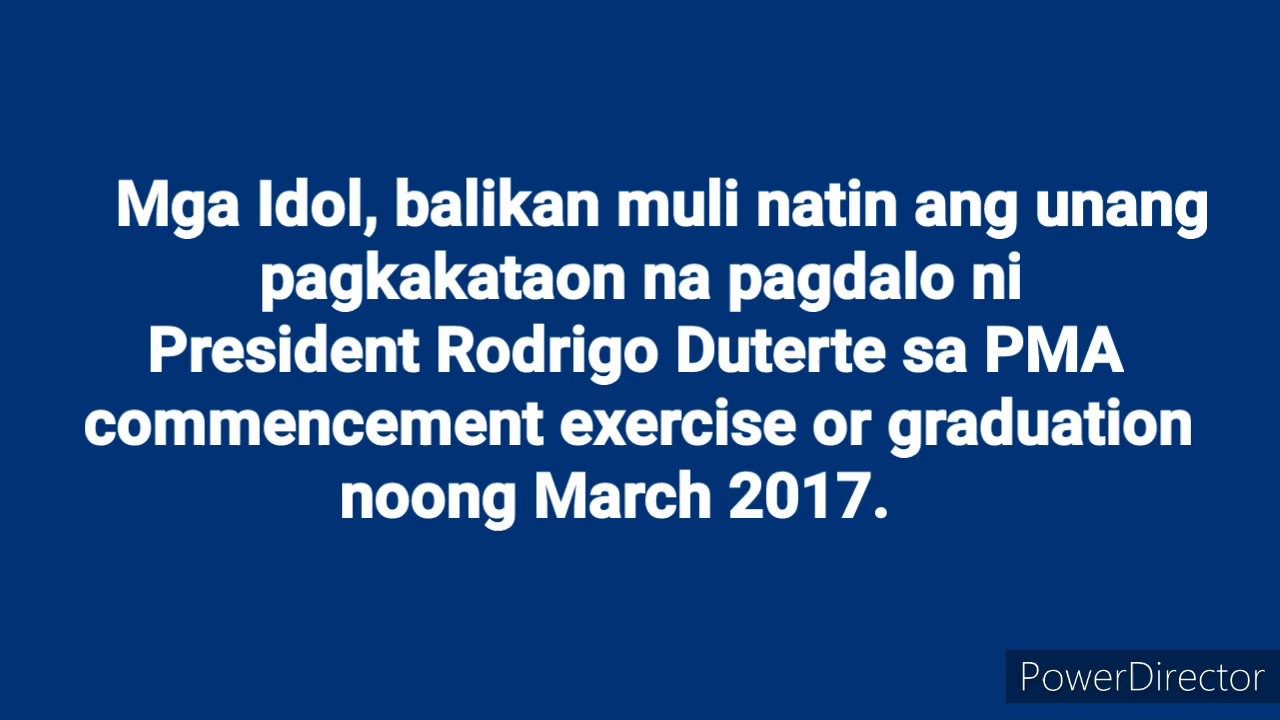 Mga Idol, balikan muli natin ang unang
pagkakataon na pagdalo ni
President Rodrigo Duterte sa PMA
commencement exercise or graduation
noong March 2017.
PowerDirector